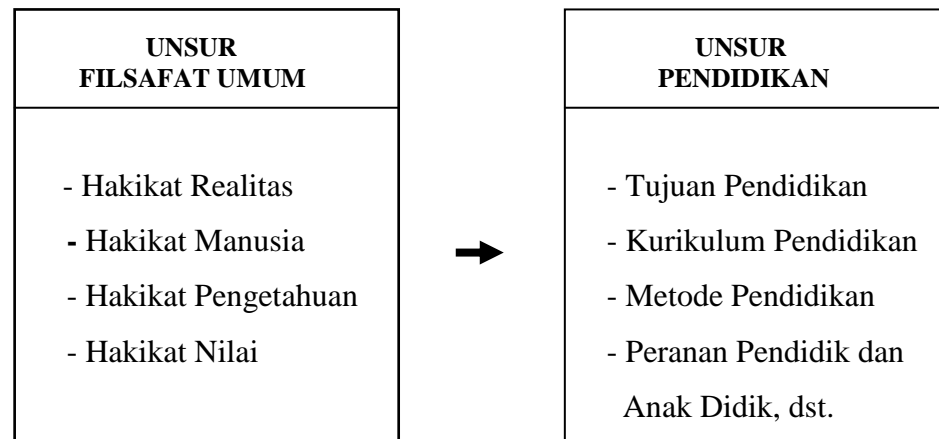 UNSUR
FILSAFAT UMUM
- Hakikat Realitas
- Hakikat Manusia
- Hakikat Pengetahuan
- Hakikat Nilai
UNSUR
PENDIDIKAN
- Tujuan Pendidikan
- Kurikulum Pendidikan
- Metode Pendidikan
- Peranan Pendidik dan
Anak Didik, dst.